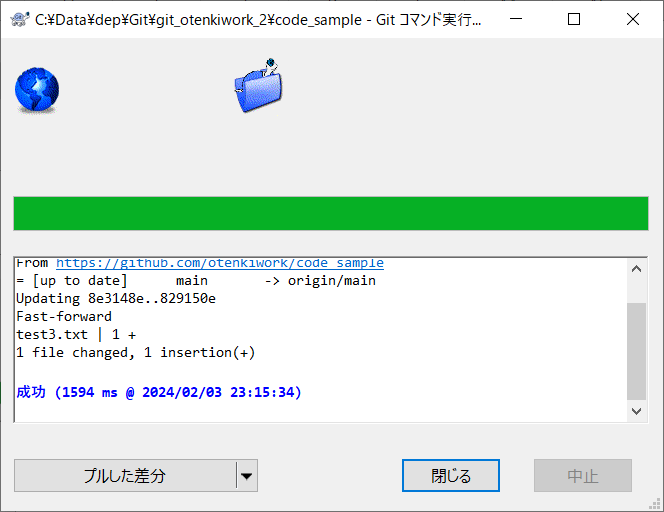 C:¥Data¥dep¥Git¥git_otenkiwork_2¥code_sample - Git コマンド実行...
From https://github.com/otenkiwork/code_sample
= [up to date]      main       -> origin/main
Updating 8e3148e..829150e
Fast-forward
test3.txt | 1 +
1 file changed, 1 insertion(+)
成功 (1594 ms @ 2024/02/03 23:15:34)
プルした差分
閉じる
中止